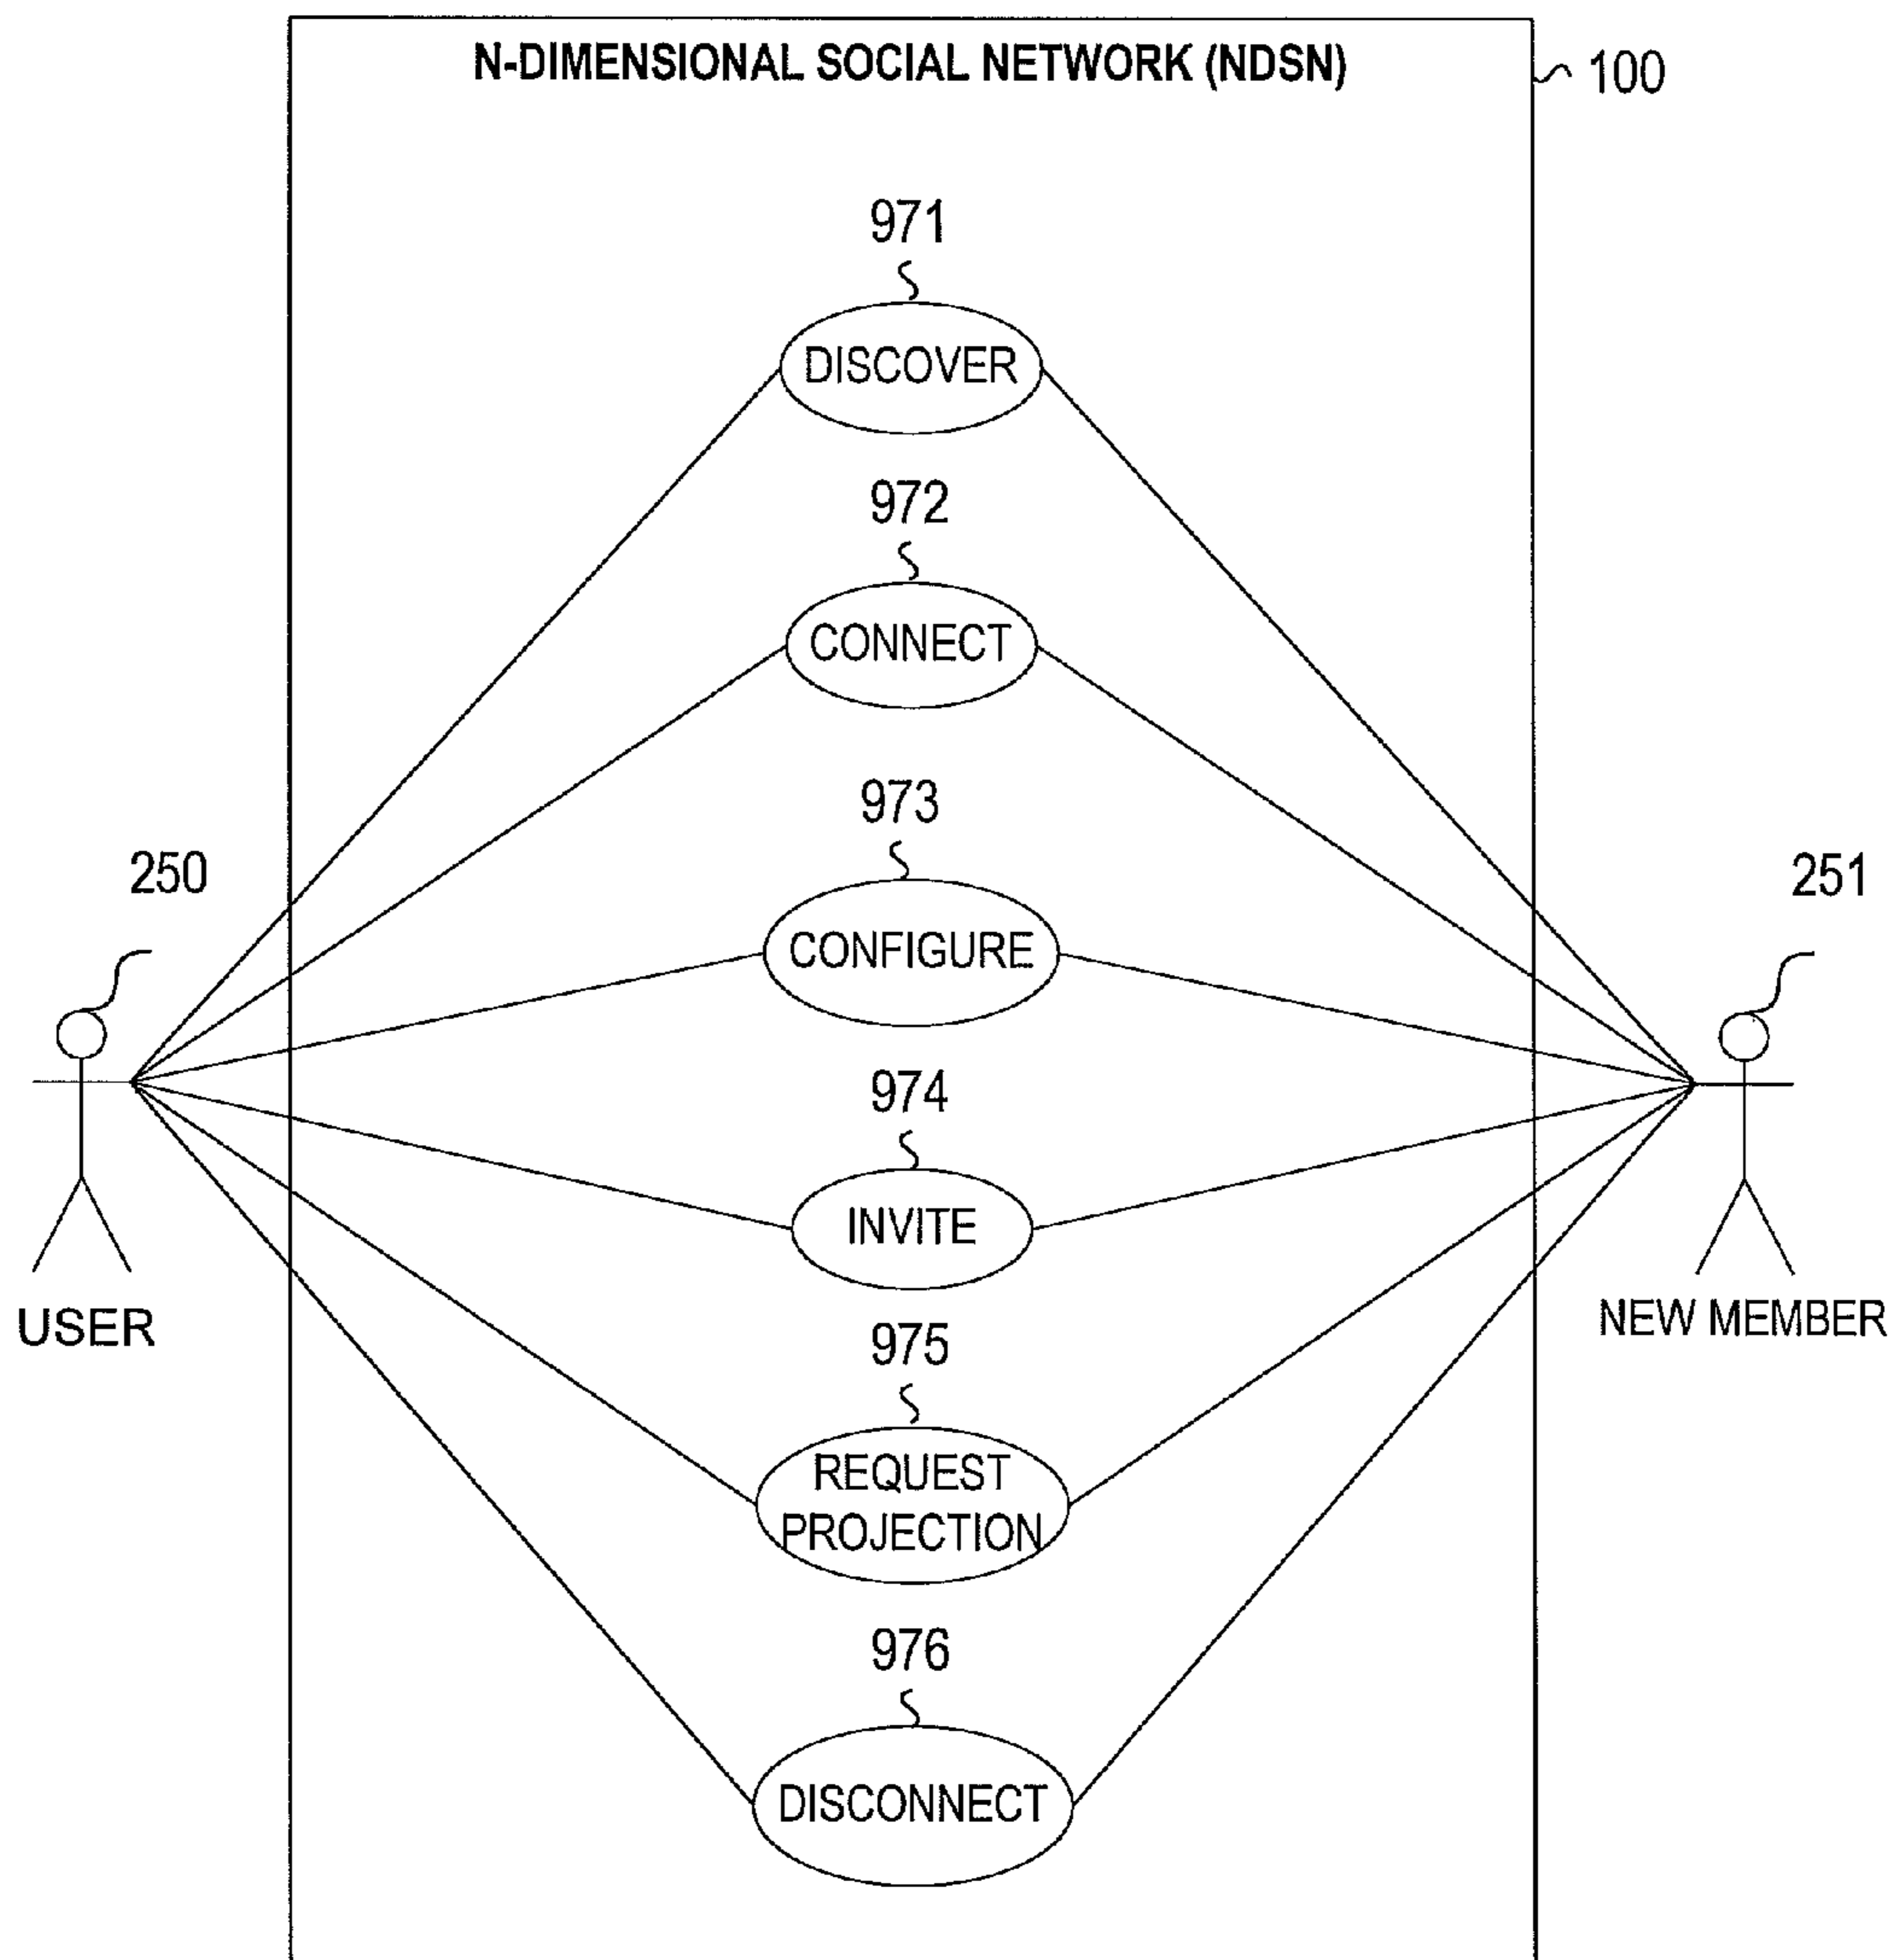 N-DIMENSIONAL SOCIAL NETWORK (NDSN)
100
971
DISCOVER
972
CONNECT
973
CONFIGURE
250
251
974
INVITE
USER
NEW MEMBER
975
REQUEST
PROJECTION
976
DISCONNECT